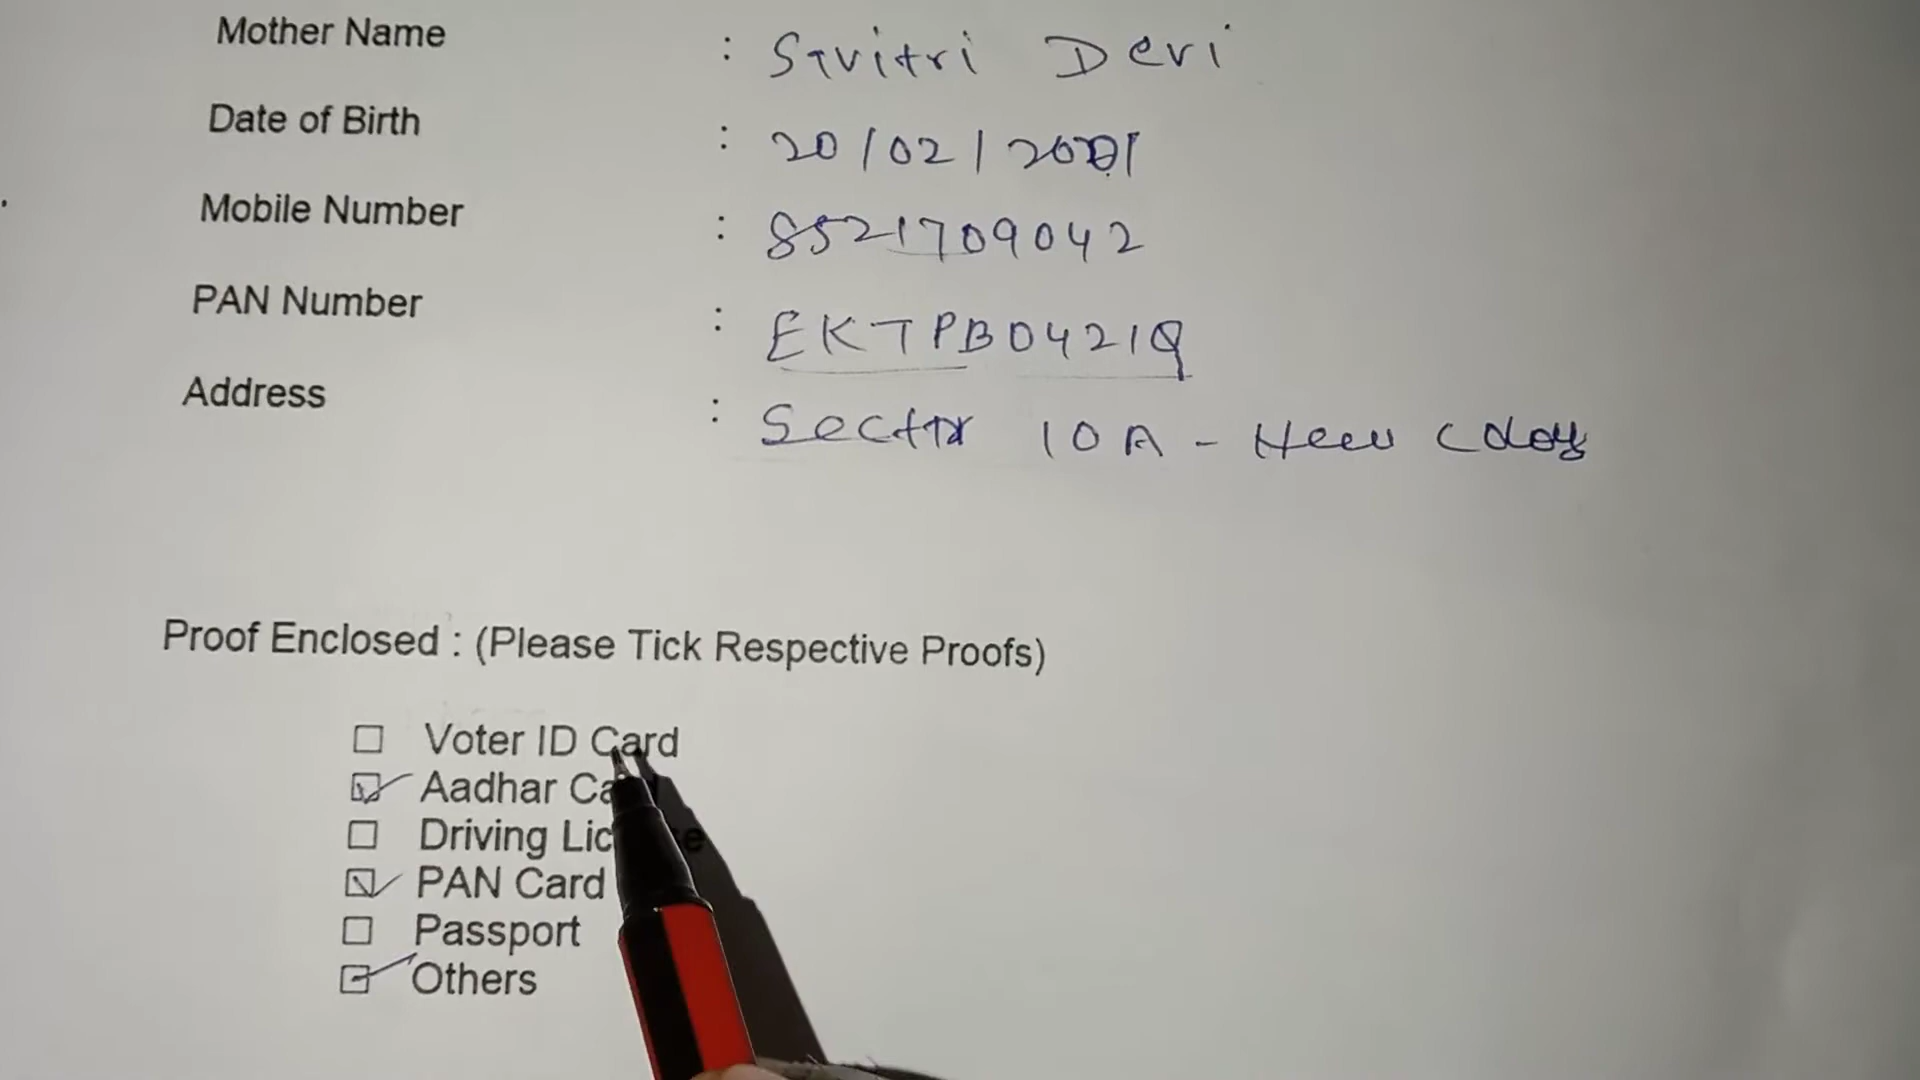 Mother Name : Savitri Devi
Date of Birth : 20/02/2001
Mobile Number : 8521709042
PAN Number : EKTPB0421Q
Address : Sector 10A - New
Proof Enclosed : (Please Tick Respective Proofs)
Voter ID Card
Aadhar Ca
Driving Lic e
PAN Card
Passport
Others